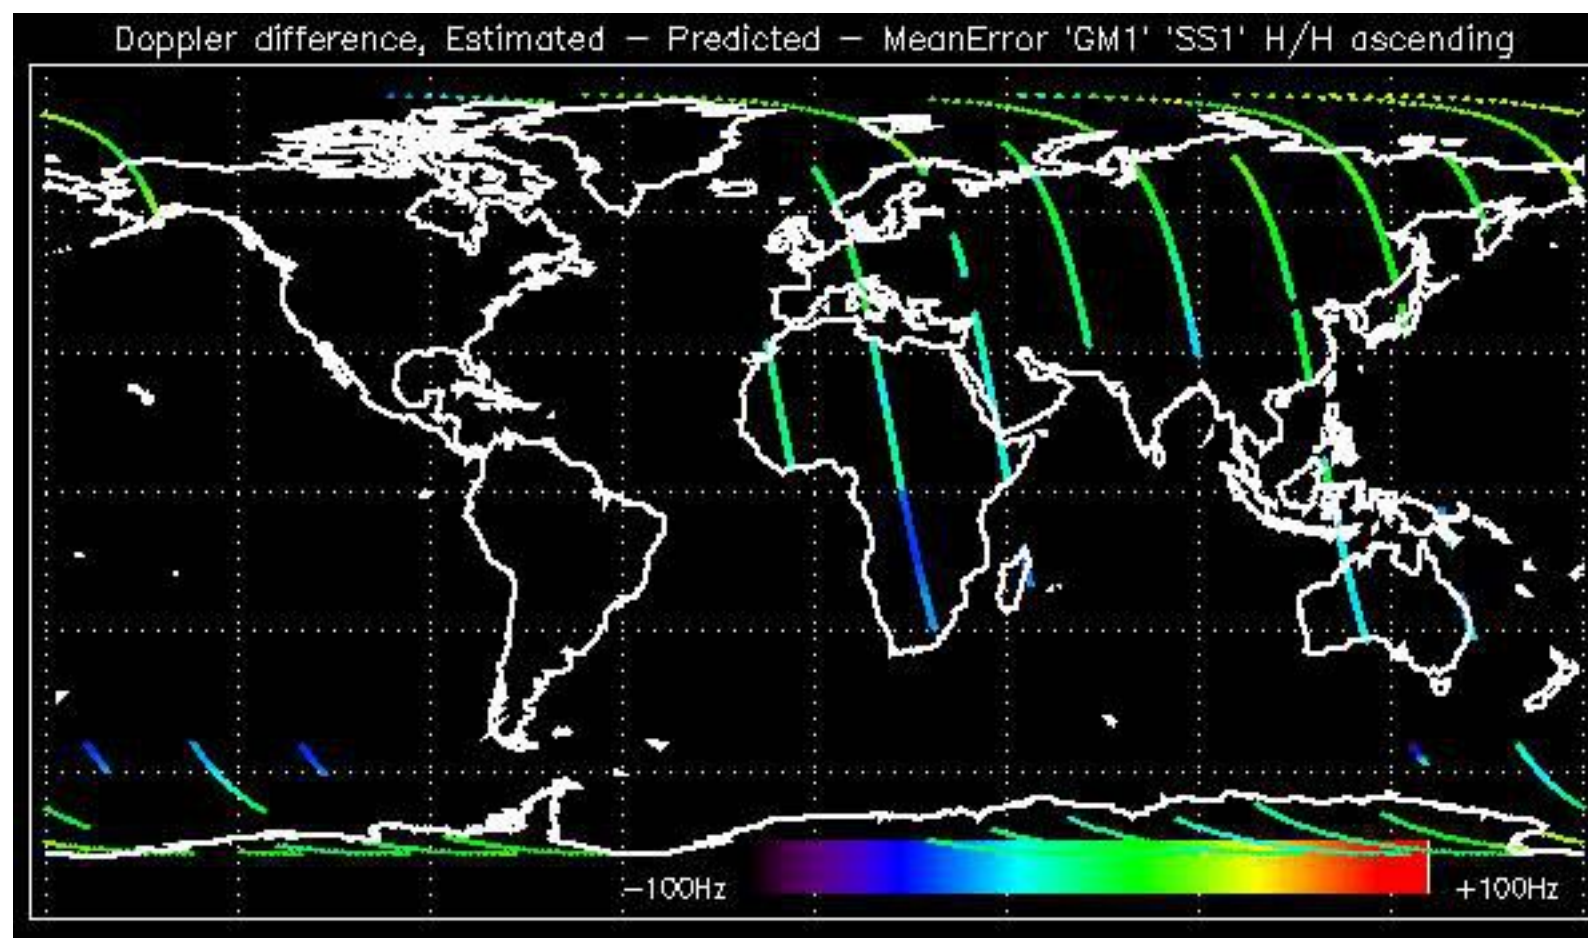 Doppler difference, Estimated – Predicted – MeanError 'GM1' 'SS1' H/H ascending
–100Hz +100Hz